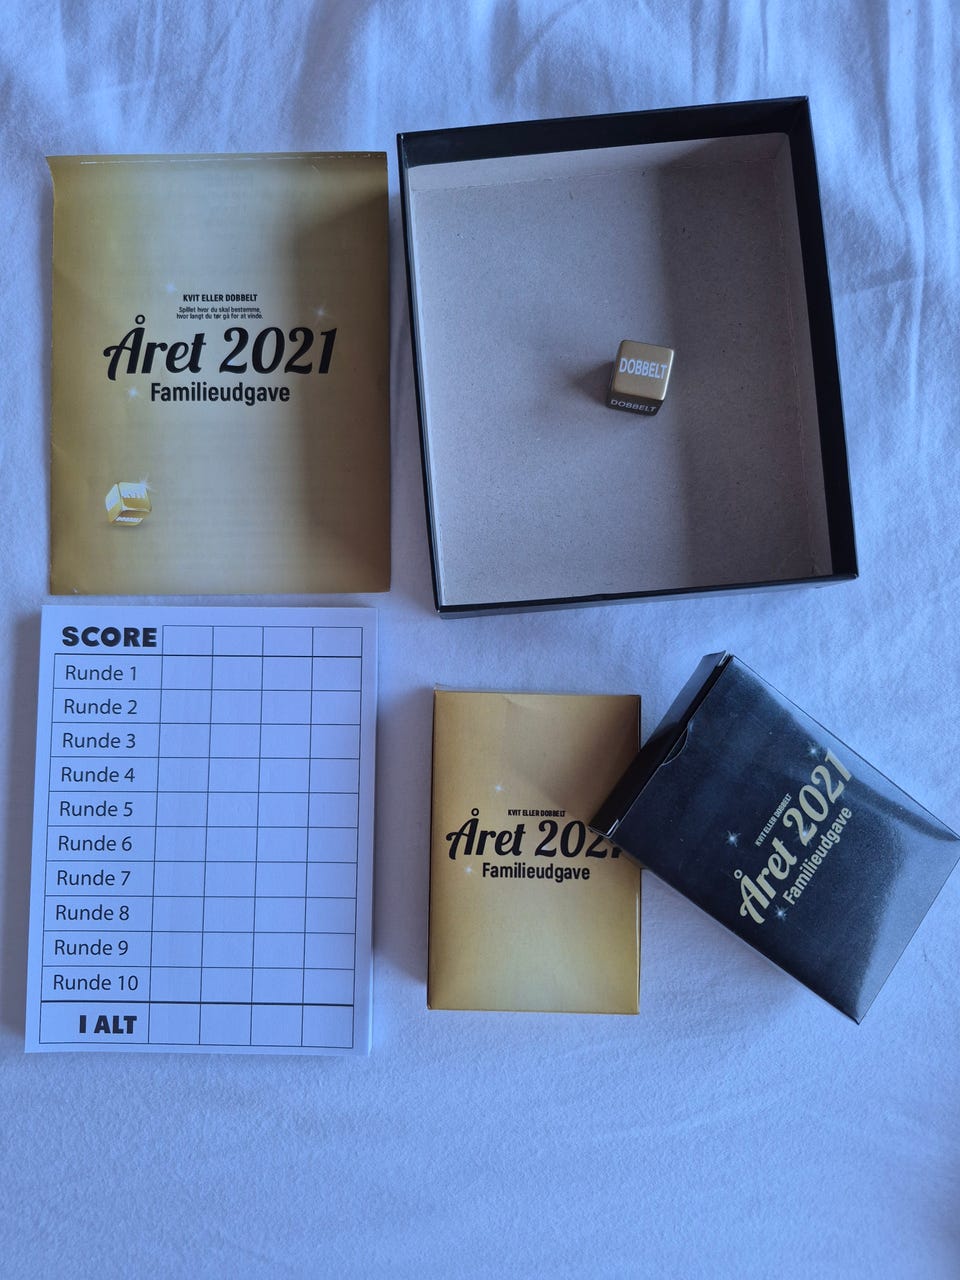 KVIT ELLER DOBBELT
Spillet hvor du skal bestemme,
hvor langt du tør gå for at vinde.
Året 2021
Familieudgave
DOBBELT
DOBBELT
DOBBELT
SCORE
Runde 1
Runde 2
Runde 3
Runde 4
Runde 5
Runde 6
Runde 7
Runde 8
Runde 9
Runde 10
I ALT
KVIT ELLER DOBBELT
Året 2021
Familieudgave
KVIT ELLER DOBBELT
Året 2021
Familieudgave